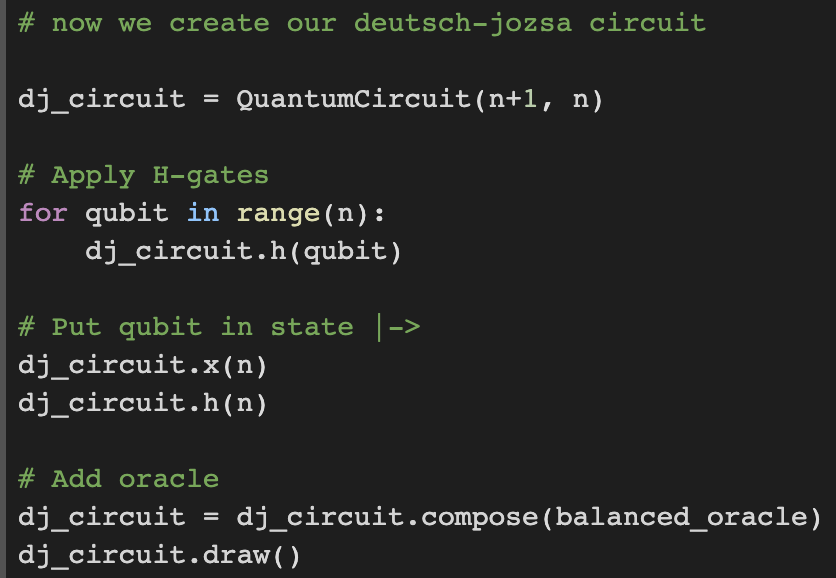 # now we create our deutsch-jozsa circuit
dj_circuit = QuantumCircuit(n+1, n)
# Apply H-gates
for qubit in range(n):
    dj_circuit.h(qubit)
# Put qubit in state |->
dj_circuit.x(n)
dj_circuit.h(n)
# Add oracle
dj_circuit = dj_circuit.compose(balanced_oracle)
dj_circuit.draw()